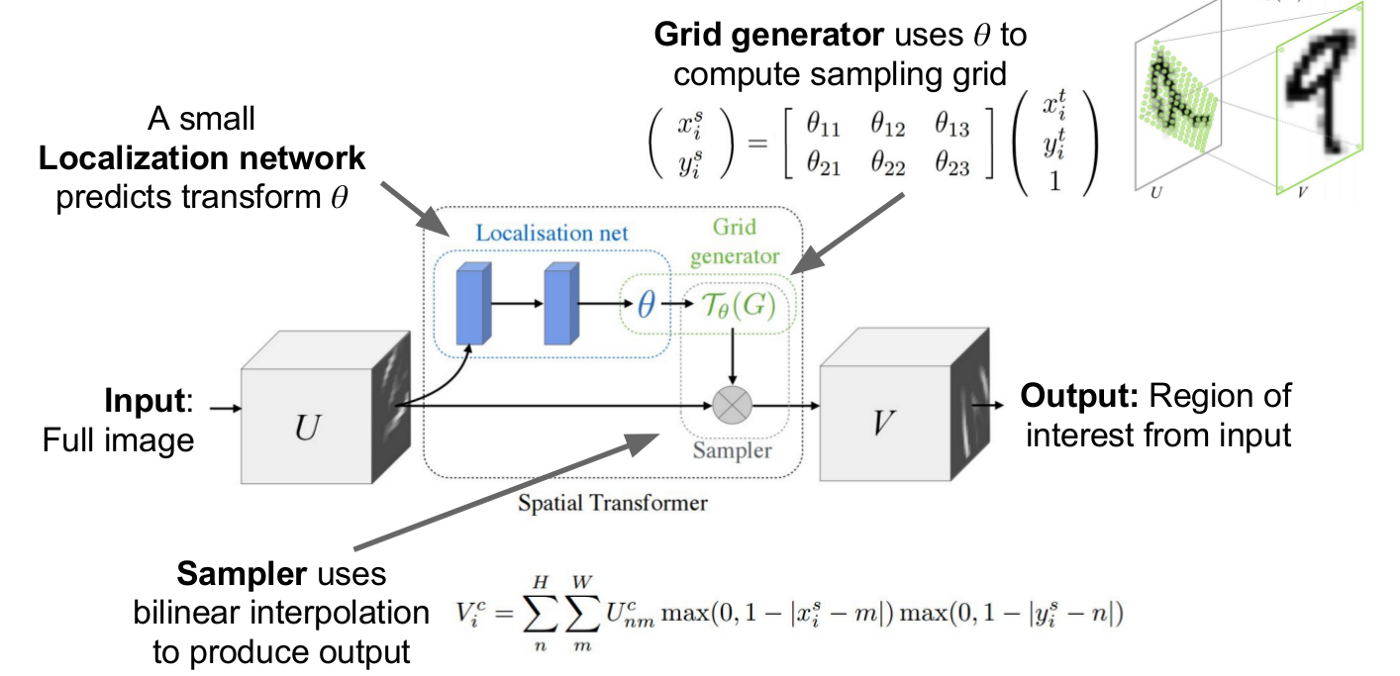 Grid generator uses θ to
compute sampling grid
( x_i^s y_i^s ) = [ θ11 θ12 θ13 θ21 θ22 θ23 ] ( x_i^t y_i^t 1 )
U
V
A small
Localization network
predicts transform θ
Localisation net
Grid
generator
θ
T_θ(G)
Input:
Full image
U
V
Output: Region of
interest from input
Sampler
Spatial Transformer
Sampler uses
bilinear interpolation
to produce output
V_i^c = ∑_n^H ∑_m^W U_nm^c max(0, 1 − |x_i^s − m|) max(0, 1 − |y_i^s − n|)